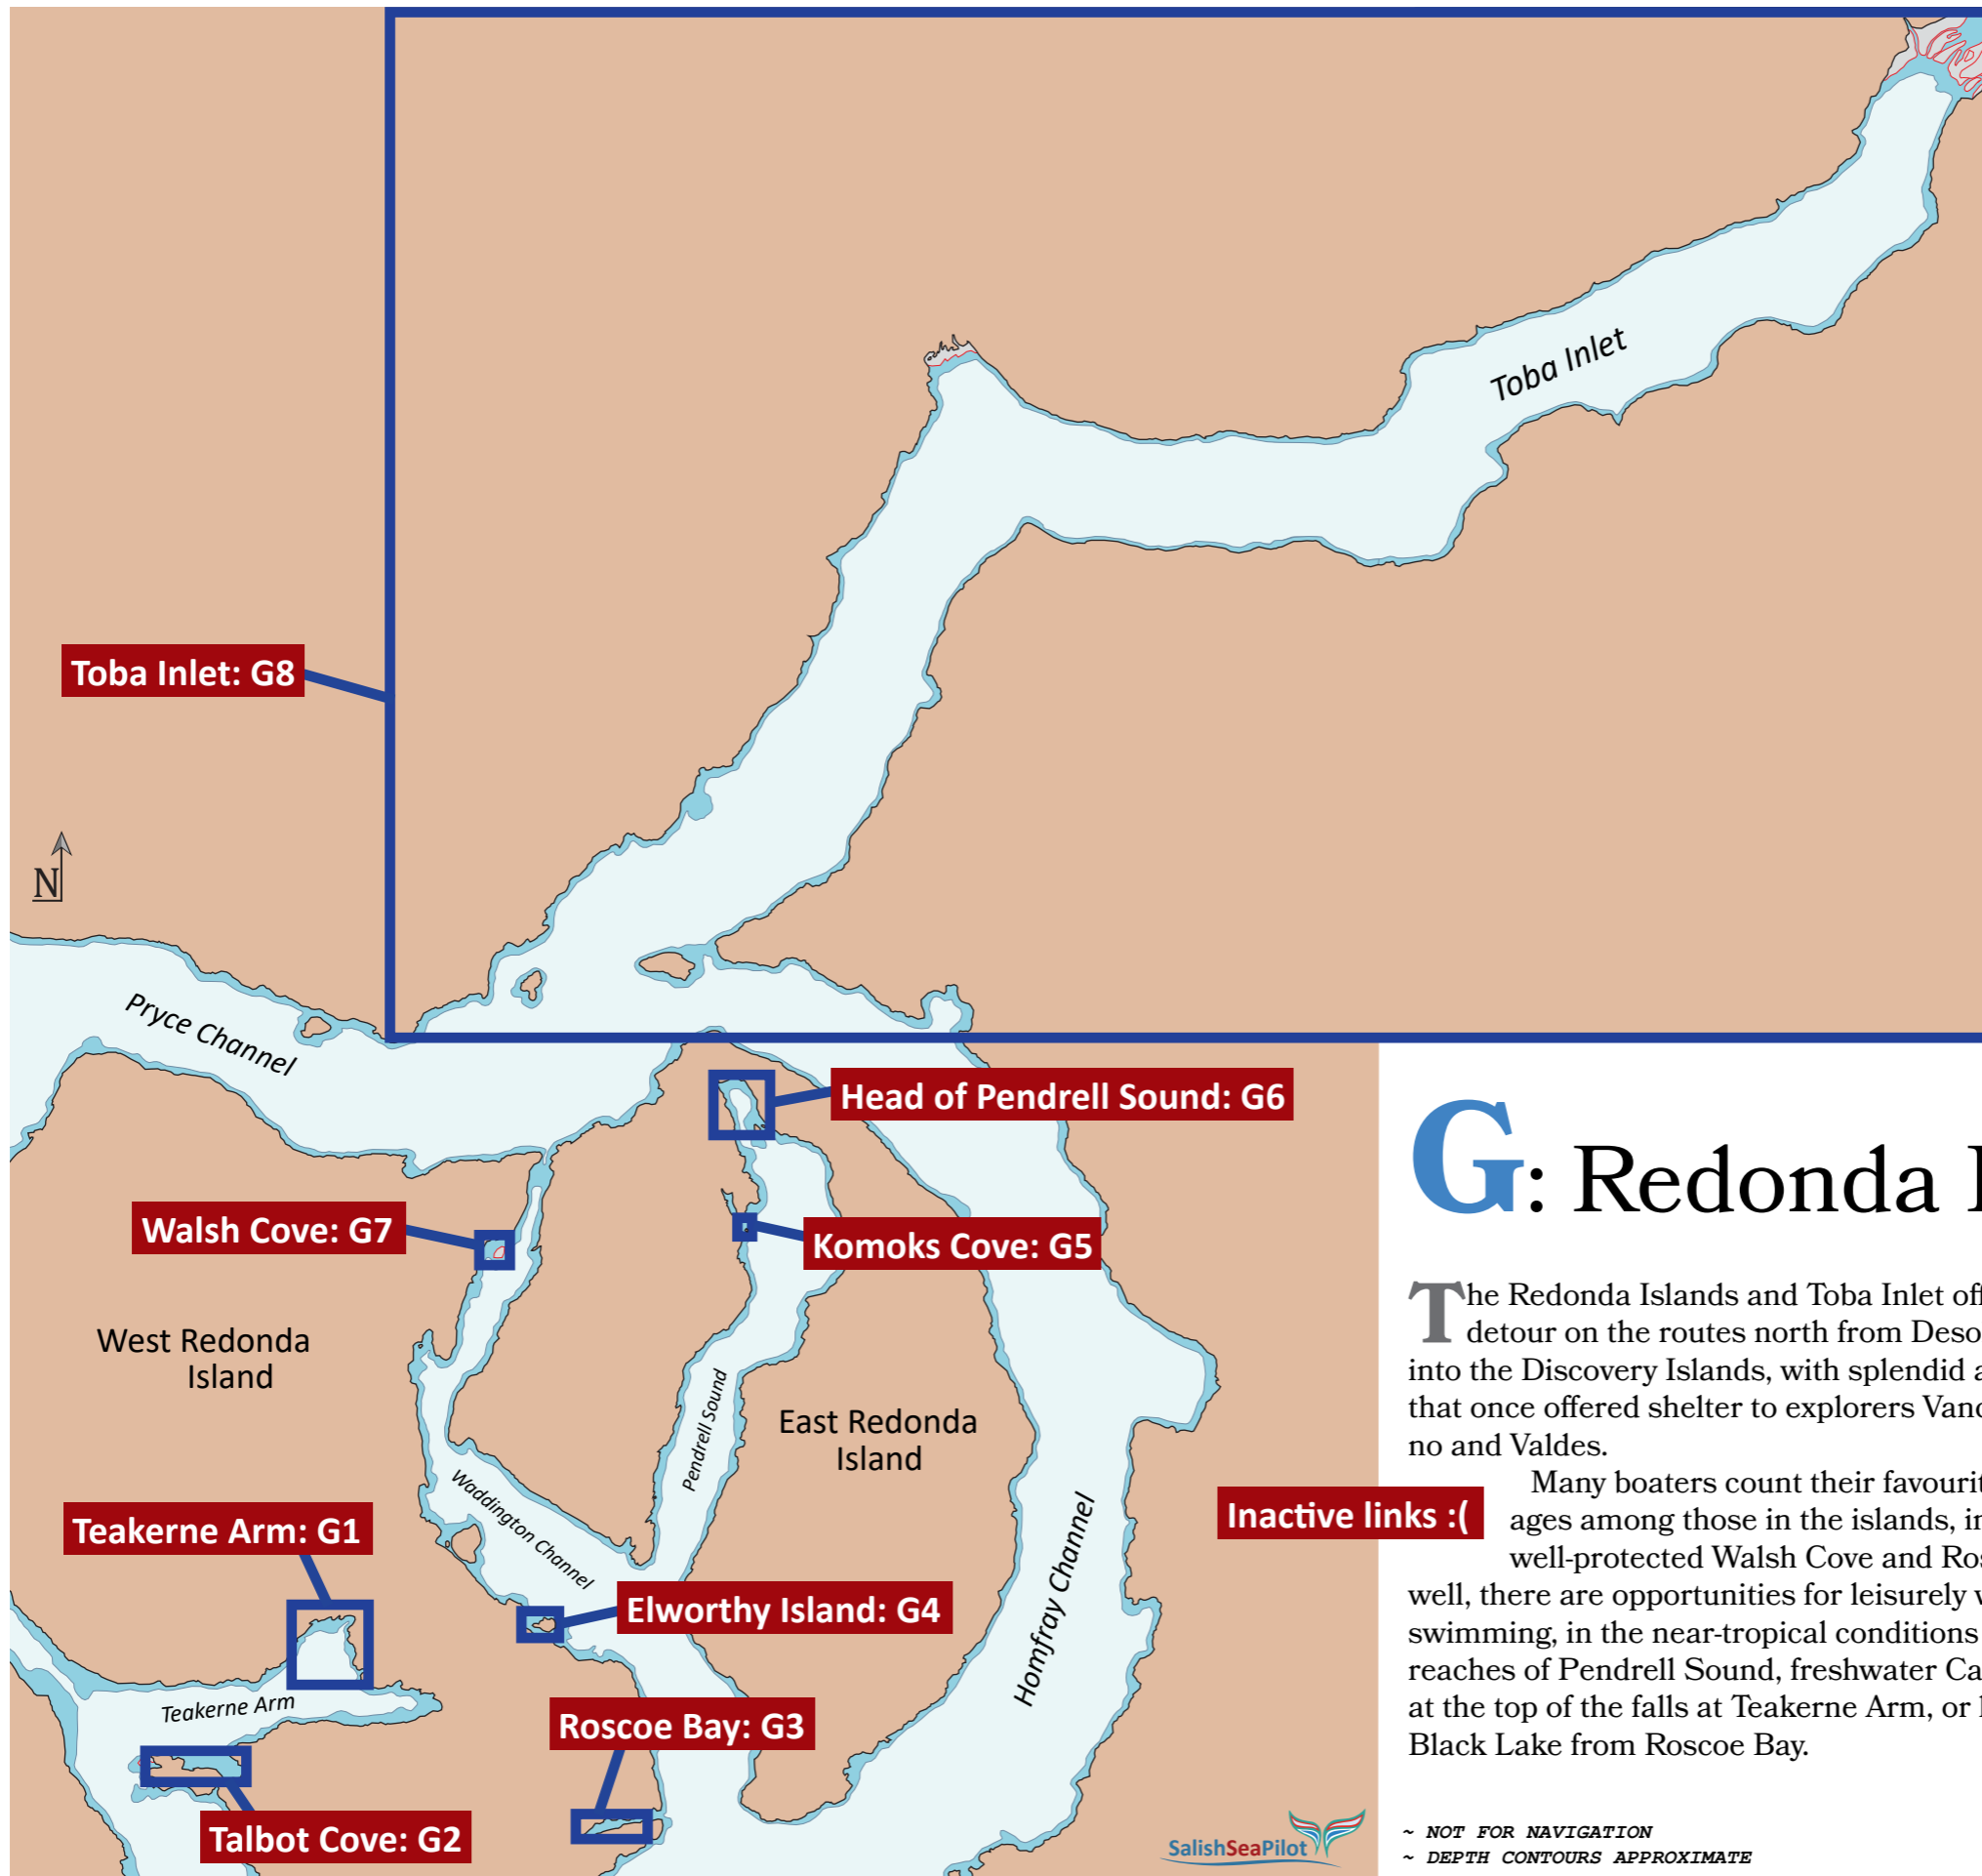 Toba Inlet
Toba Inlet: G8
N
Pryce Channel
Head of Pendrell Sound: G6
Walsh Cove: G7
Komoks Cove: G5
West Redonda
Island
Pendrell Sound
East Redonda
Island
Waddington Channel
Teakerne Arm: G1
Elworthy Island: G4
Homfray Channel
Inactive links :(
Teakerne Arm
Roscoe Bay: G3
Talbot Cove: G2
SalishSeaPilot
G: Redonda
The Redonda Islands and Toba Inlet
detour on the routes north from
into the Discovery Islands, with splendid
that once offered shelter to explorers
no and Valdes.
Many boaters count their
ages among those in the islands,
well-protected Walsh Cove and
well, there are opportunities for leisurely
swimming, in the near-tropical conditions
reaches of Pendrell Sound, freshwater
at the top of the falls at Teakerne Arm, or
Black Lake from Roscoe Bay.
~ NOT FOR NAVIGATION
~ DEPTH CONTOURS APPROXIMATE